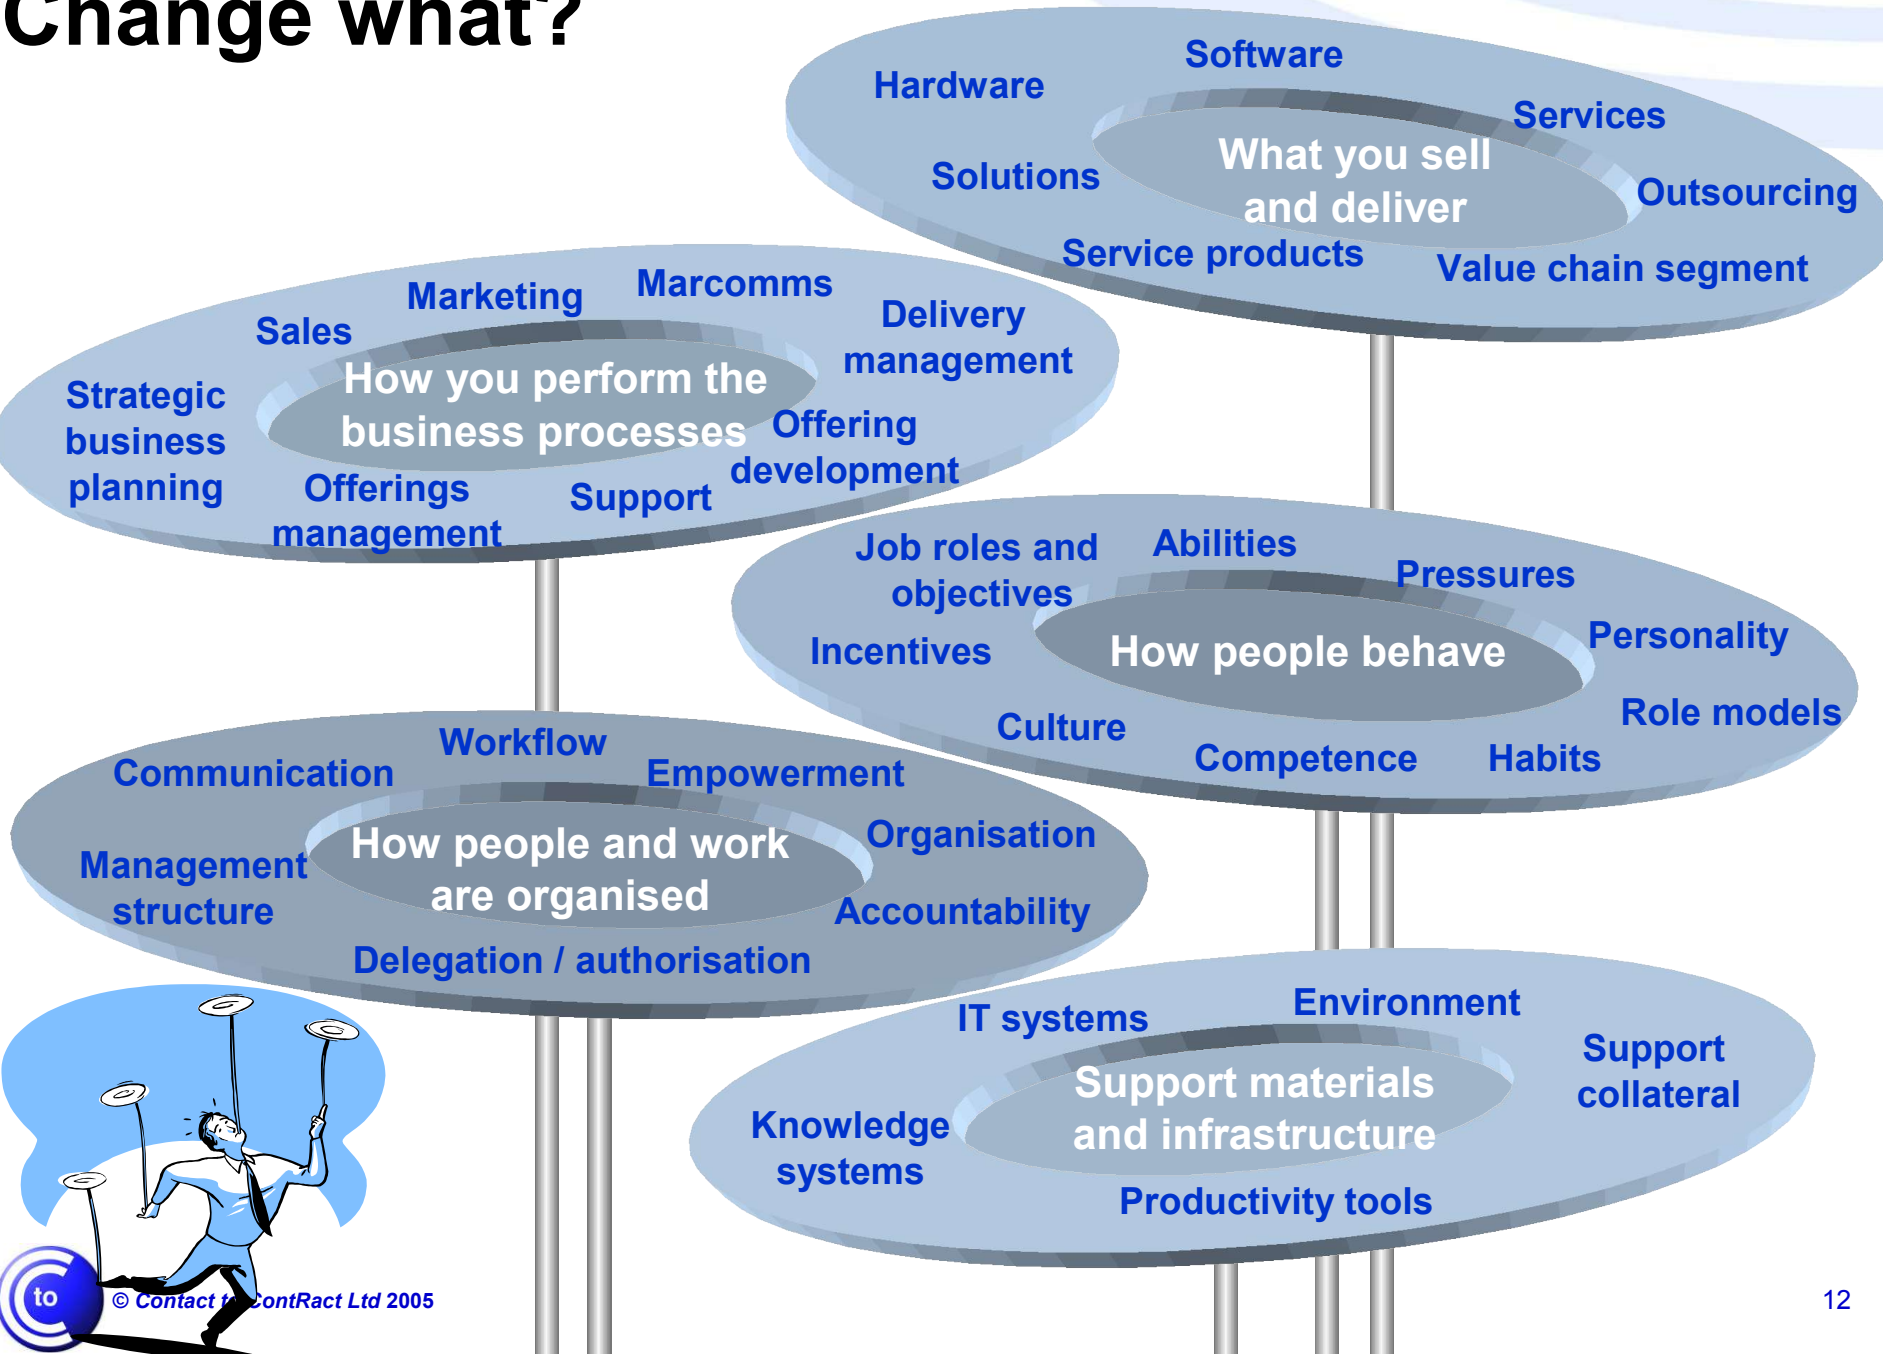 Change what?
Software
Hardware
Services
What you sell
and deliver
Solutions
Outsourcing
Service products
Value chain segment
Marketing
Marcomms
Sales
Delivery
management
How you perform the
business processes
Strategic
business
planning
Offering
development
Offerings
management
Support
Job roles and
objectives
Abilities
Pressures
How people behave
Incentives
Personality
Role models
Culture
Competence
Habits
Workflow
Communication
Empowerment
How people and work
are organised
Organisation
Management
structure
Accountability
Delegation / authorisation
IT systems
Environment
Support
collateral
Support materials
and infrastructure
Knowledge
systems
Productivity tools
to
© Contact to ContRact Ltd 2005
12